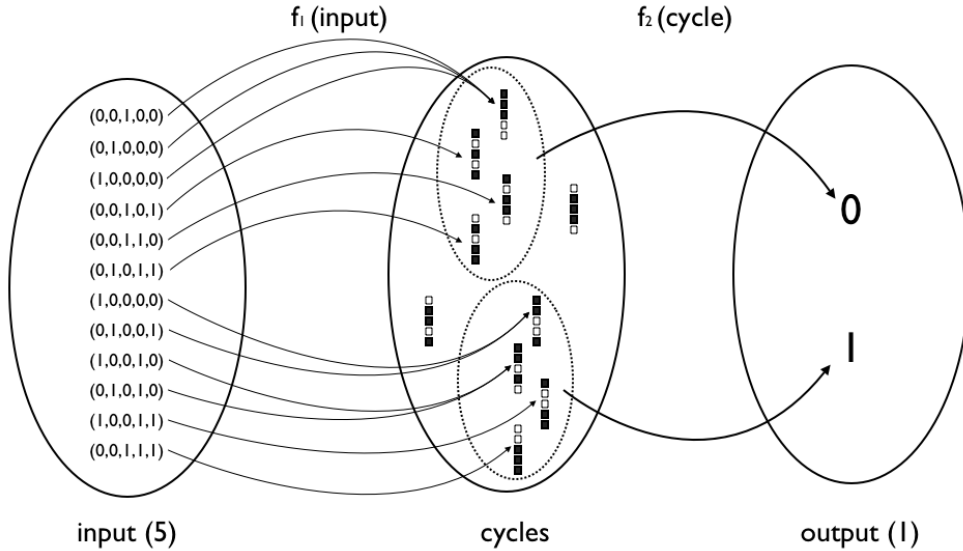 f₁ (input)
f₂ (cycle)
(0,0,1,0,0)
(0,1,0,0,0)
(1,0,0,0,0)
(0,0,1,0,1)
(0,0,1,1,0)
(0,1,0,1,1)
(1,0,0,0,0)
(0,1,0,0,1)
(1,0,0,1,0)
(0,1,0,1,0)
(1,0,0,1,1)
(0,0,1,1,1)
0
1
input (5)
cycles
output (1)